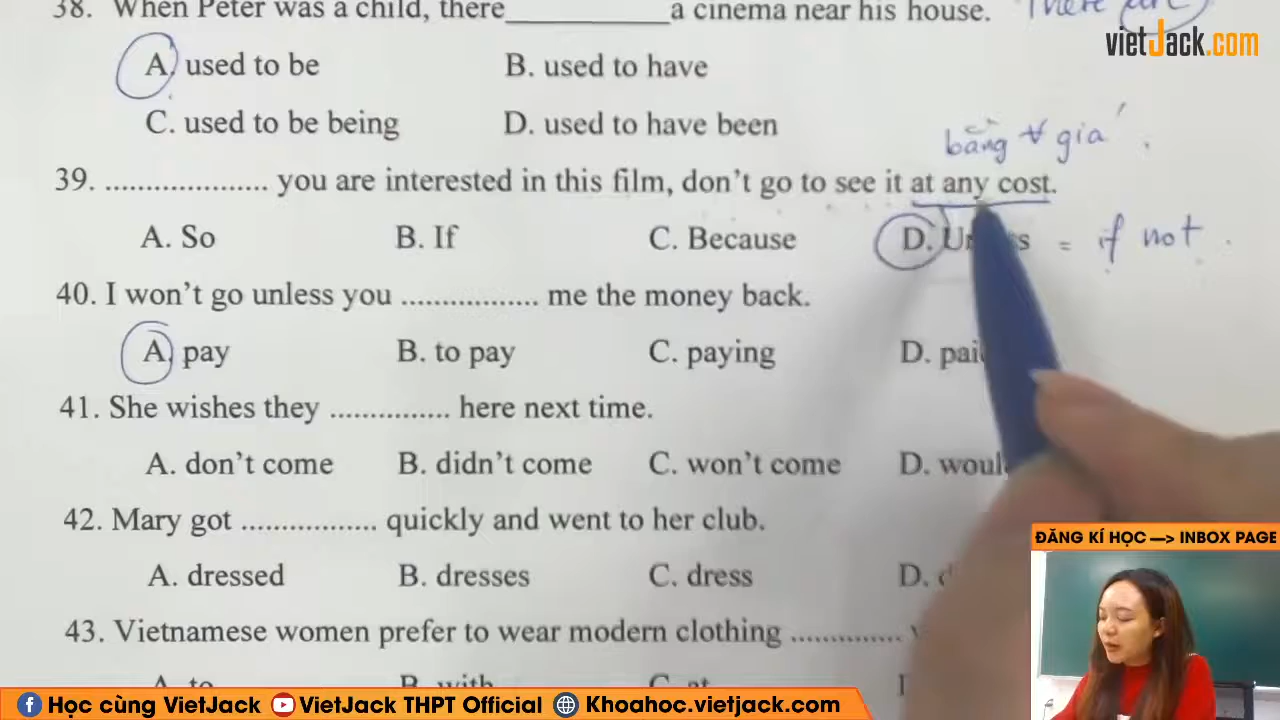 38. When Peter was a child, there__________a cinema near his house. There
vietJack.com
A. used to be B. used to have
C. used to be being D. used to have been
bằng ∀ giá.
39. .................... you are interested in this film, don't go to see it at any cost.
A. So B. If C. Because D. = if not.
40. I won't go unless you ................. me the money back.
A. pay B. to pay C. paying D.
41. She wishes they ............... here next time.
A. don't come B. didn't come C. won't come D.
42. Mary got ................. quickly and went to her club.
A. dressed B. dresses C. dress D.
43. Vietnamese women prefer to wear modern clothing ..............
A. to B. with C. at
ĐĂNG KÍ HỌC —> INBOX PAGE
Học cùng VietJack VietJack THPT Official Khoahoc.vietjack.com